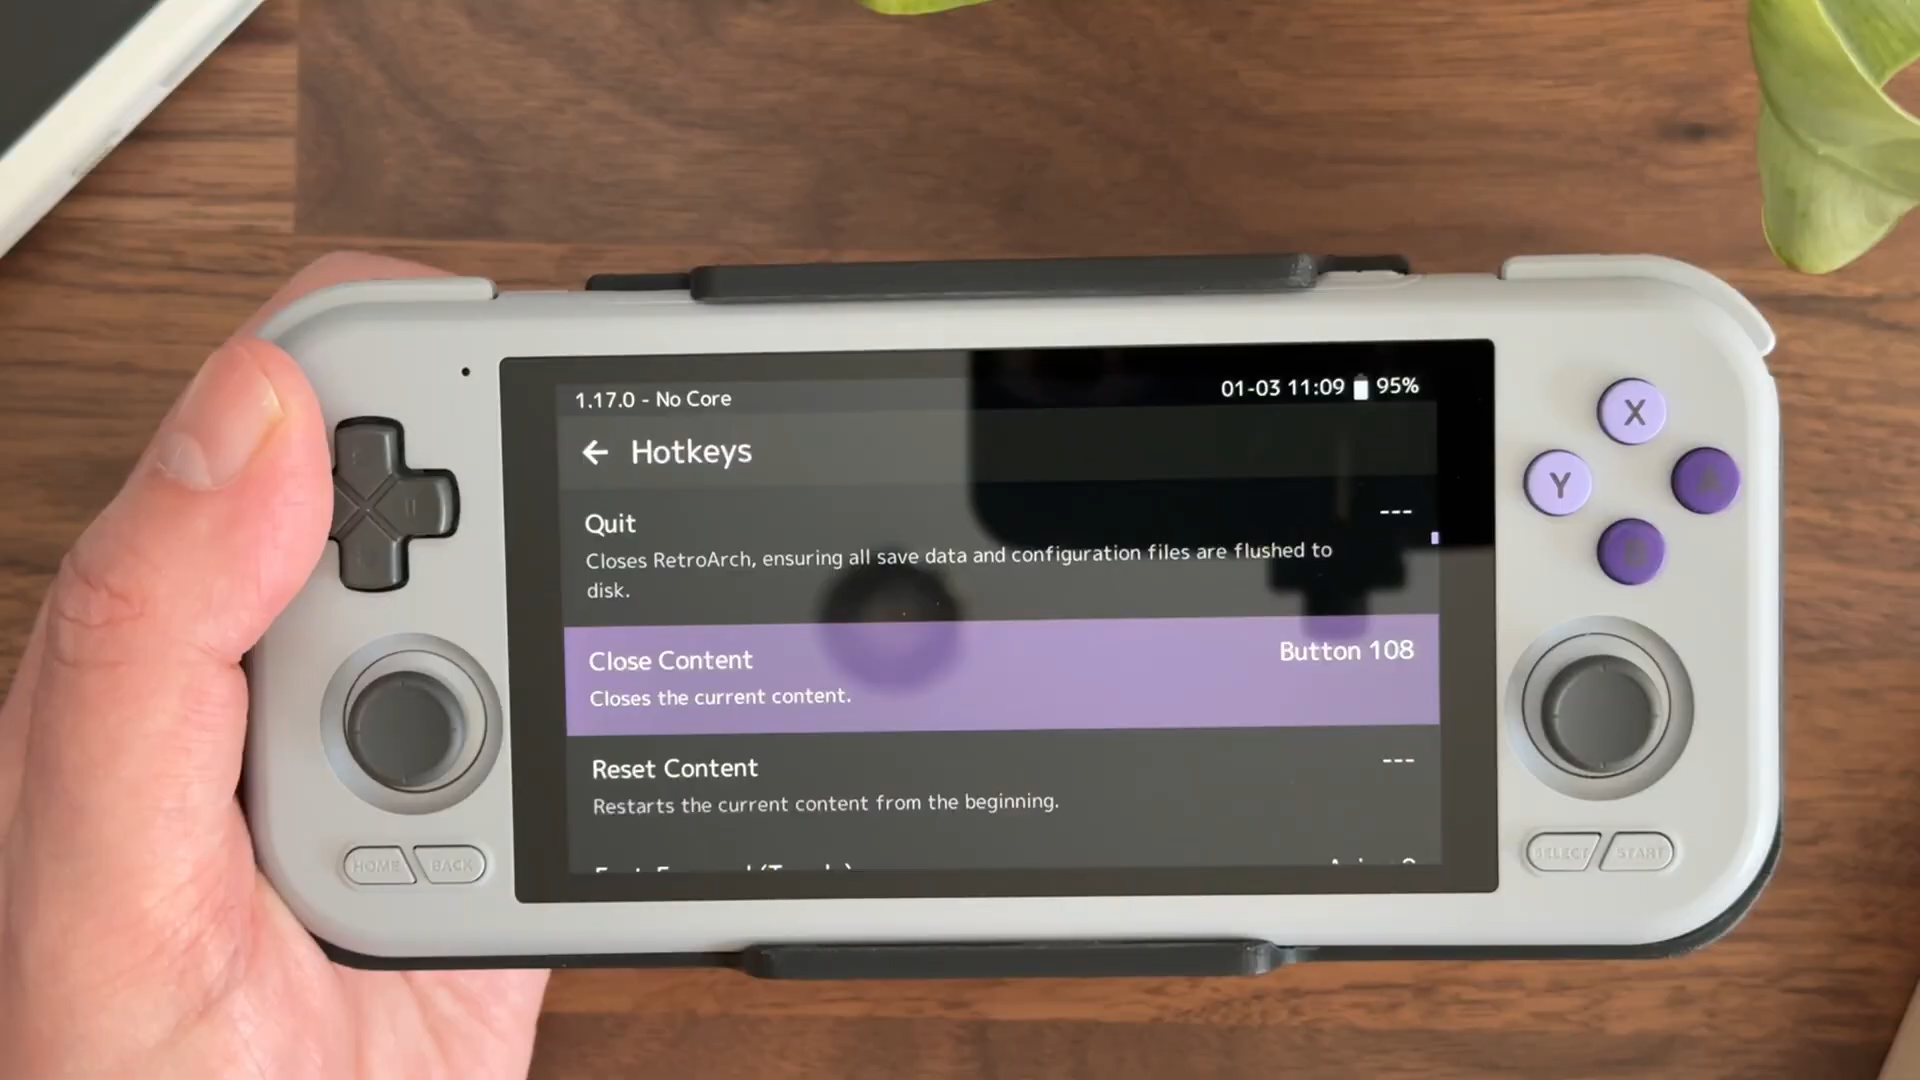 1.17.0 - No Core
01-03 11:09 95%
Hotkeys
Quit
---
Closes RetroArch, ensuring all save data and configuration files are flushed to
disk.
Close Content
Button 108
Closes the current content.
Reset Content
---
Restarts the current content from the beginning.
X
Y
A
B
HOME
BACK
SELECT
START